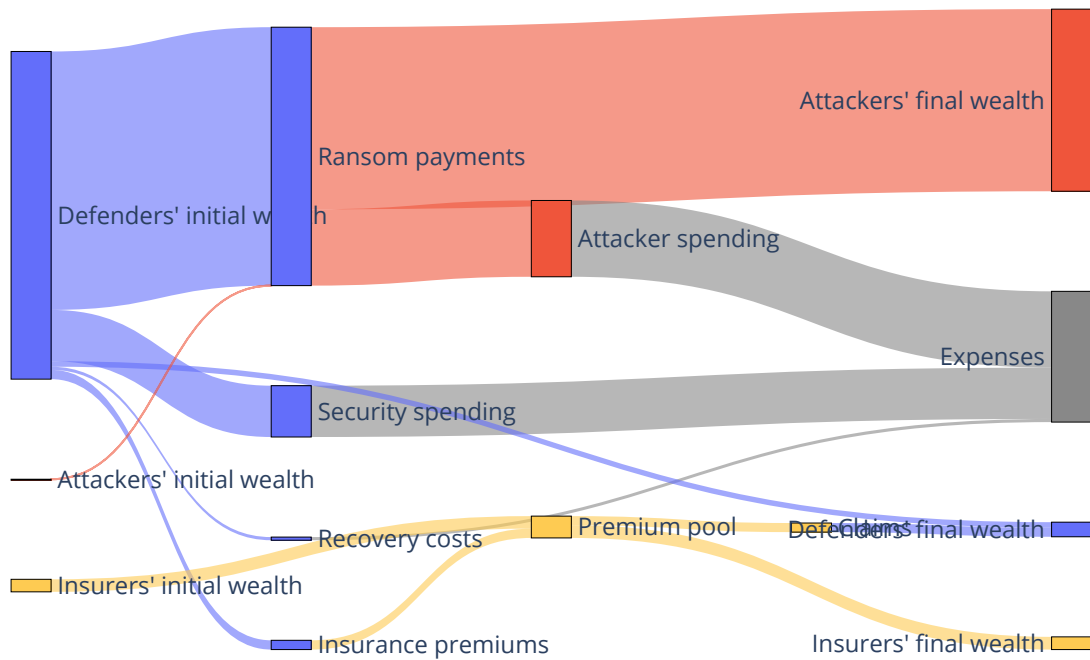 Attackers' final wealth
Ransom payments
Defenders' initial wealth
Attacker spending
Expenses
Security spending
Attackers' initial wealth
Premium pool
Claims
Defenders' final wealth
Recovery costs
Insurers' initial wealth
Insurance premiums
Insurers' final wealth